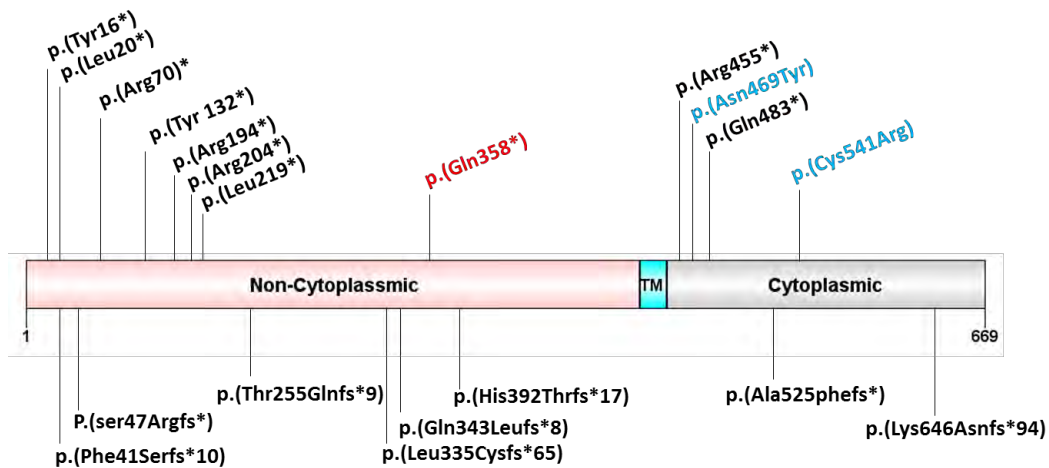 p.(Tyr16*)
p.(Leu20*)
p.(Arg70)*
p.(Tyr 132*)
p.(Arg194*)
p.(Arg204*)
p.(Leu219*)
p.(Gln358*)
p.(Arg455*)
p.(Asn469Tyr)
p.(Gln483*)
p.(Cys541Arg)
Non-Cytoplassmic
TM
Cytoplasmic
1
669
p.(Thr255Glnfs*9)
p.(His392Thrfs*17)
p.(Ala525phefs*)
P.(ser47Argfs*)
p.(Gln343Leufs*8)
p.(Lys646Asnfs*94)
p.(Phe41Serfs*10)
p.(Leu335Cysfs*65)